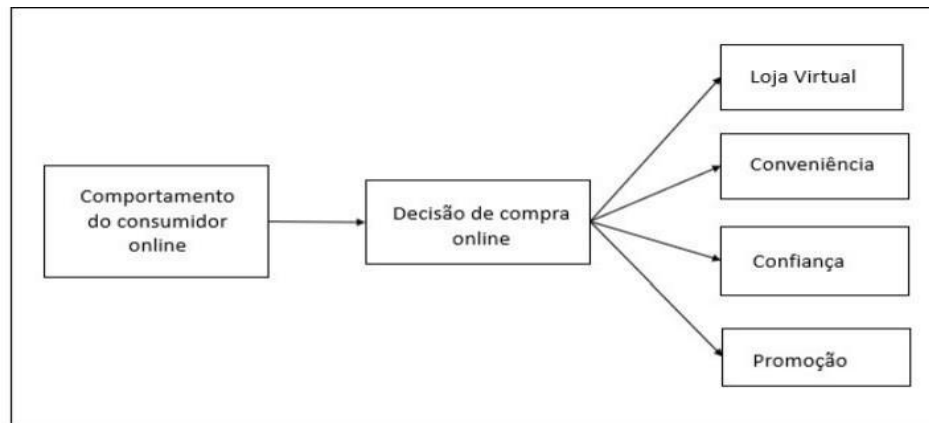 Comportamento
do consumidor
online
Decisão de compra
online
Loja Virtual
Conveniência
Confiança
Promoção